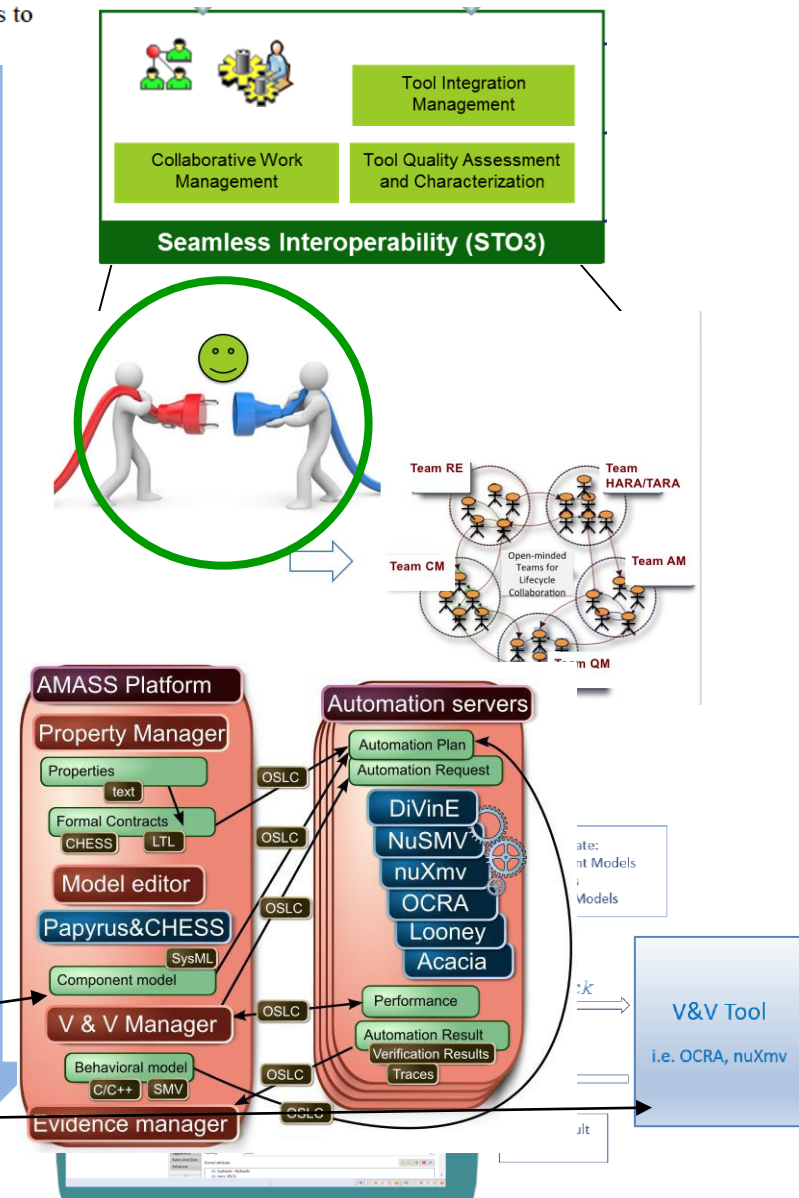 s to
Tool Integration
Management
Collaborative Work
Management
Tool Quality Assessment
and Characterization
Seamless Interoperability (STO3)
Team RE
Team
HARA/TARA
Team CM
Open-minded
Teams for
Lifecycle
Collaboration
Team AM
Team QM
AMASS Platform
Property Manager
Properties
text
Formal Contracts
CHESS
LTL
Model editor
Papyrus&CHESS
SysML
Component model
V & V Manager
Behavioral model
C/C++
SMV
Evidence manager
OSLC
OSLC
OSLC
OSLC
OSLC
OSLC
Automation servers
Automation Plan
Automation Request
DiVinE
NuSMV
nuXmv
OCRA
Looney
Acacia
Performance
Automation Result
Verification Results
Traces
ate:
nt Models
s
Models
ck
ult
V&V Tool
i.e. OCRA, nuXmv